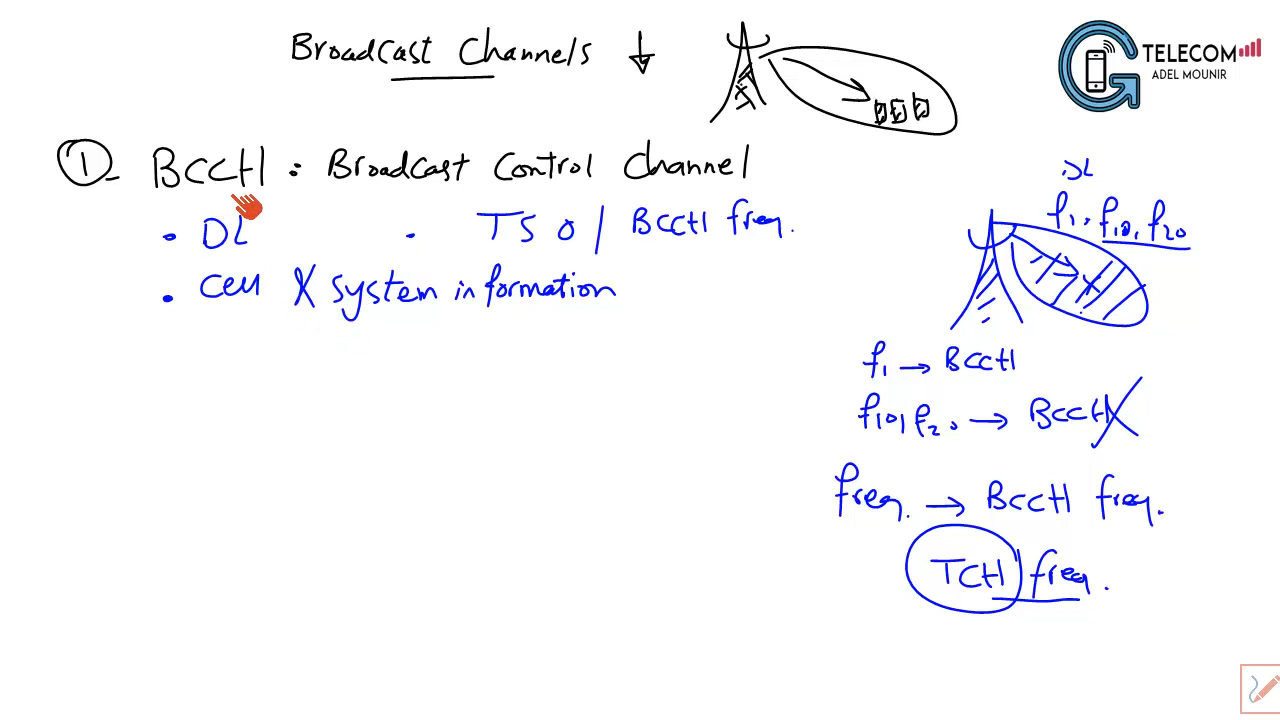 Broadcast Channels ↓
TELECOM
ADEL MOUNIR
① - BCCH : Broadcast Control Channel
• DL
• TS 0 / BCCH freq.
• Cell X system information
DL
f1, f10, f20
f1 → BCCH
f10, f20 → BCCH X
freq. → BCCH freq.
TCH freq.